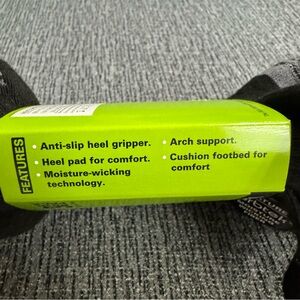 FEATURES
• Anti-slip heel gripper.
• Heel pad for comfort.
• Moisture-wicking
technology.
• Arch support.
• Cushion footbed for
comfort